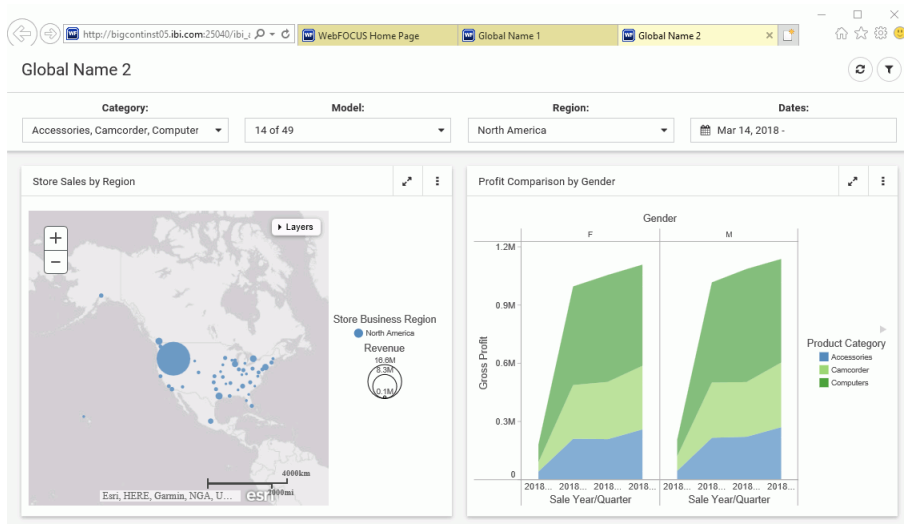 http://bigcontinst05.ibi.com:25040/ibi_a
WebFOCUS Home Page
Global Name 1
Global Name 2
Global Name 2
Category:
Model:
Region:
Dates:
Accessories, Camcorder, Computer
14 of 49
North America
Mar 14, 2018 -
Store Sales by Region
Profit Comparison by Gender
Layers
+
−
Store Business Region
North America
Revenue
16.6M
8.3M
0.1M
4000km
2000mi
Esri, HERE, Garmin, NGA, U...
esri
Gender
F
M
1.2M
0.9M
0.6M
0.3M
0
Gross Profit
2018... 2018... 2018... 2018... 2018... 2018... 2018... 2018...
Sale Year/Quarter
Sale Year/Quarter
Product Category
Accessories
Camcorder
Computers